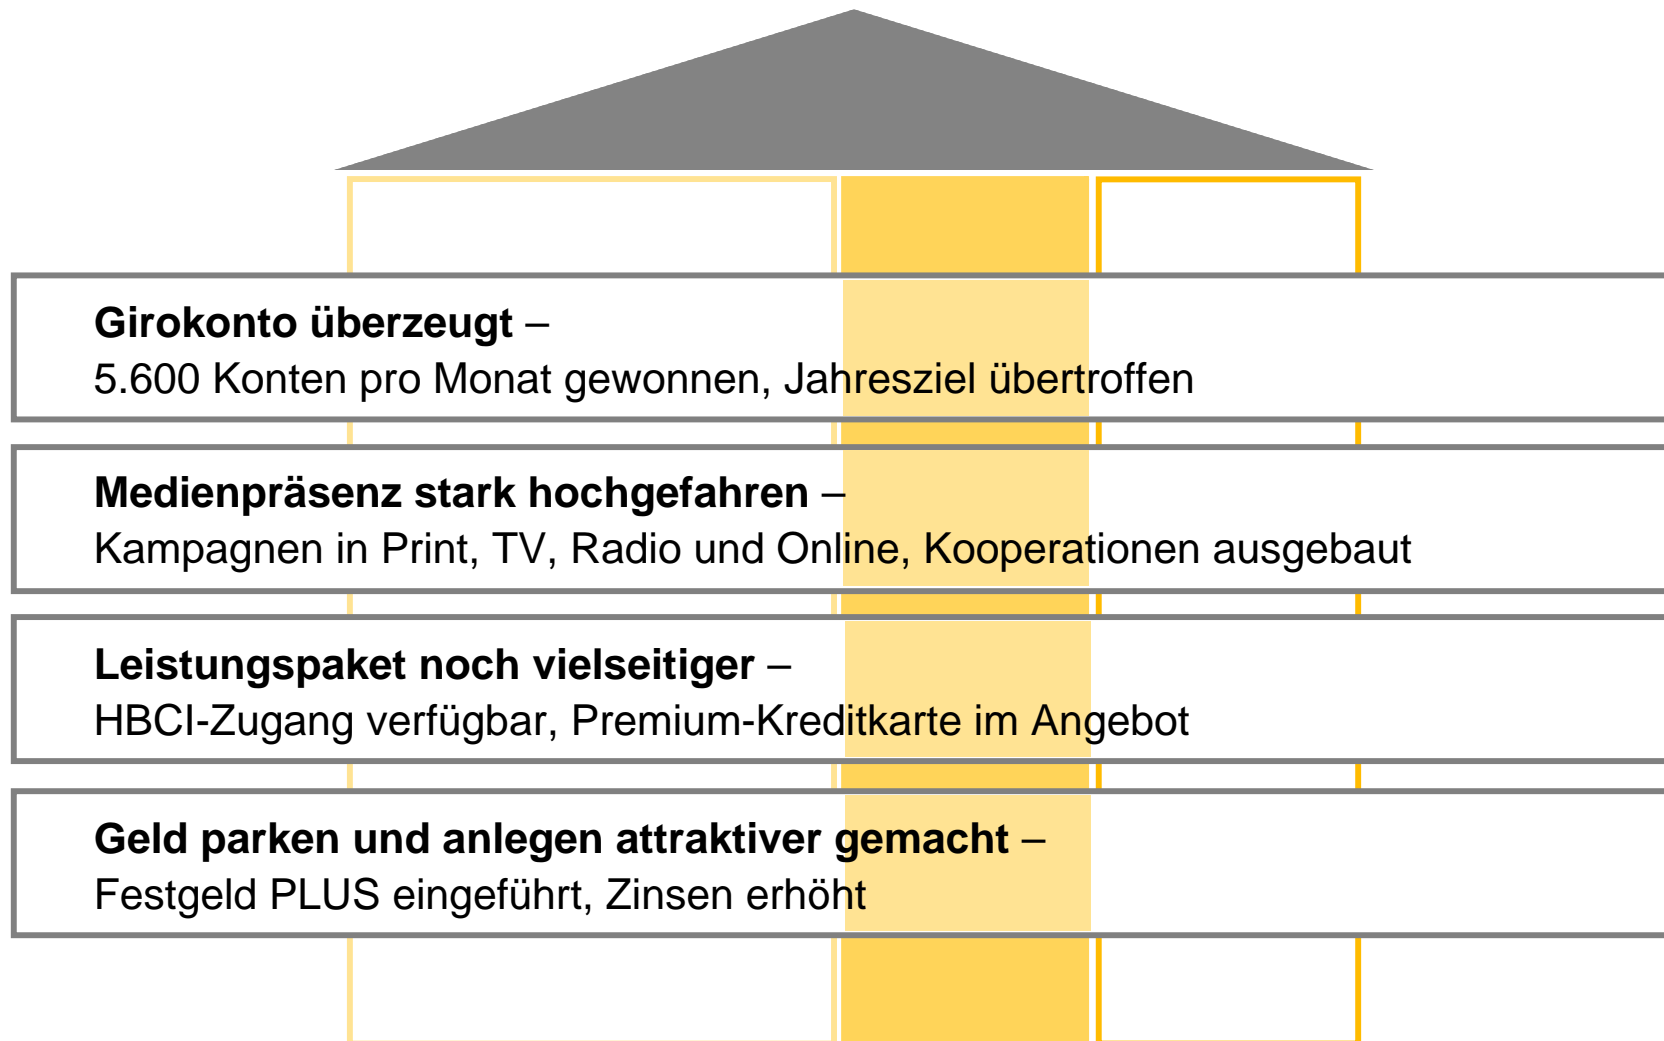 Girokonto überzeugt –
5.600 Konten pro Monat gewonnen, Jahresziel übertroffen
Medienpräsenz stark hochgefahren –
Kampagnen in Print, TV, Radio und Online, Kooperationen ausgebaut
Leistungspaket noch vielseitiger –
HBCI-Zugang verfügbar, Premium-Kreditkarte im Angebot
Geld parken und anlegen attraktiver gemacht –
Festgeld PLUS eingeführt, Zinsen erhöht